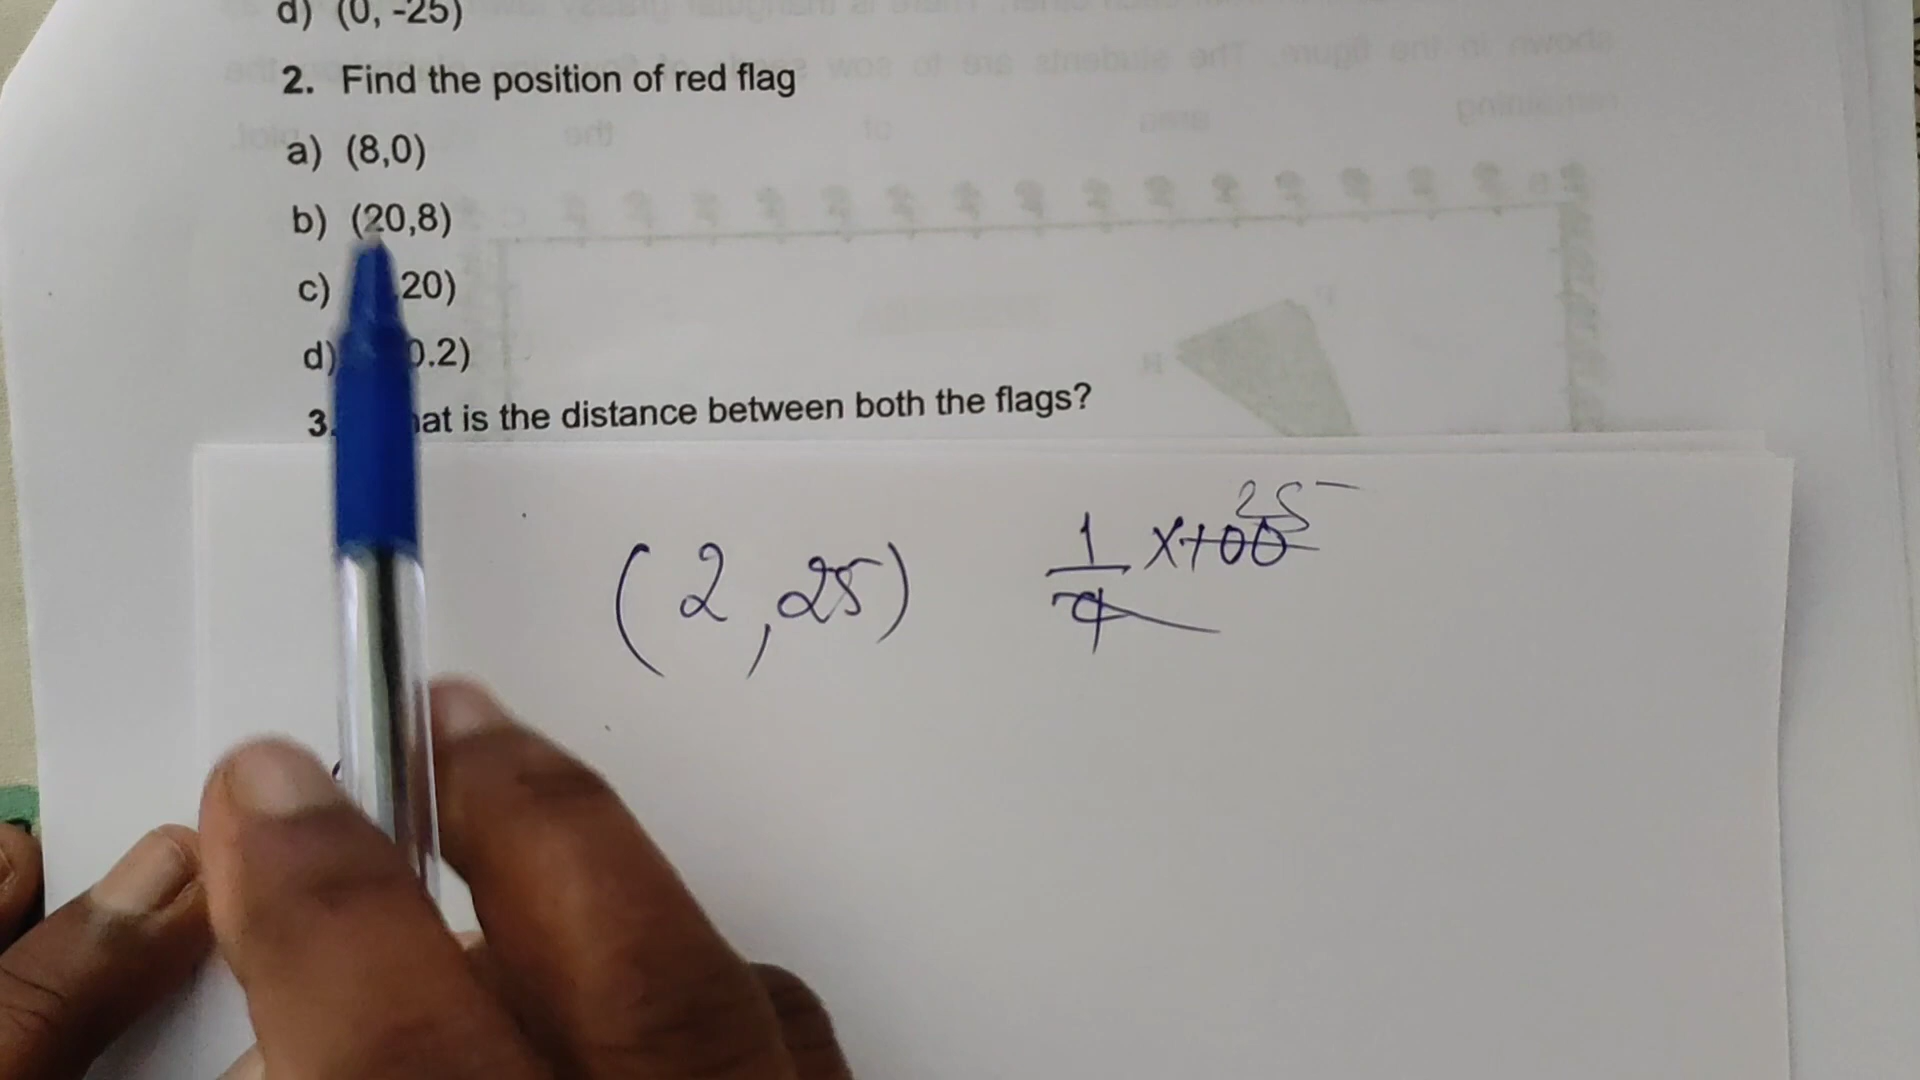 d) (0, -25)
2. Find the position of red flag
a) (8,0)
b) (20,8)
c) 20)
d) 0.2)
3. at is the distance between both the flags?
25
(2, 25) 1/4 x 100